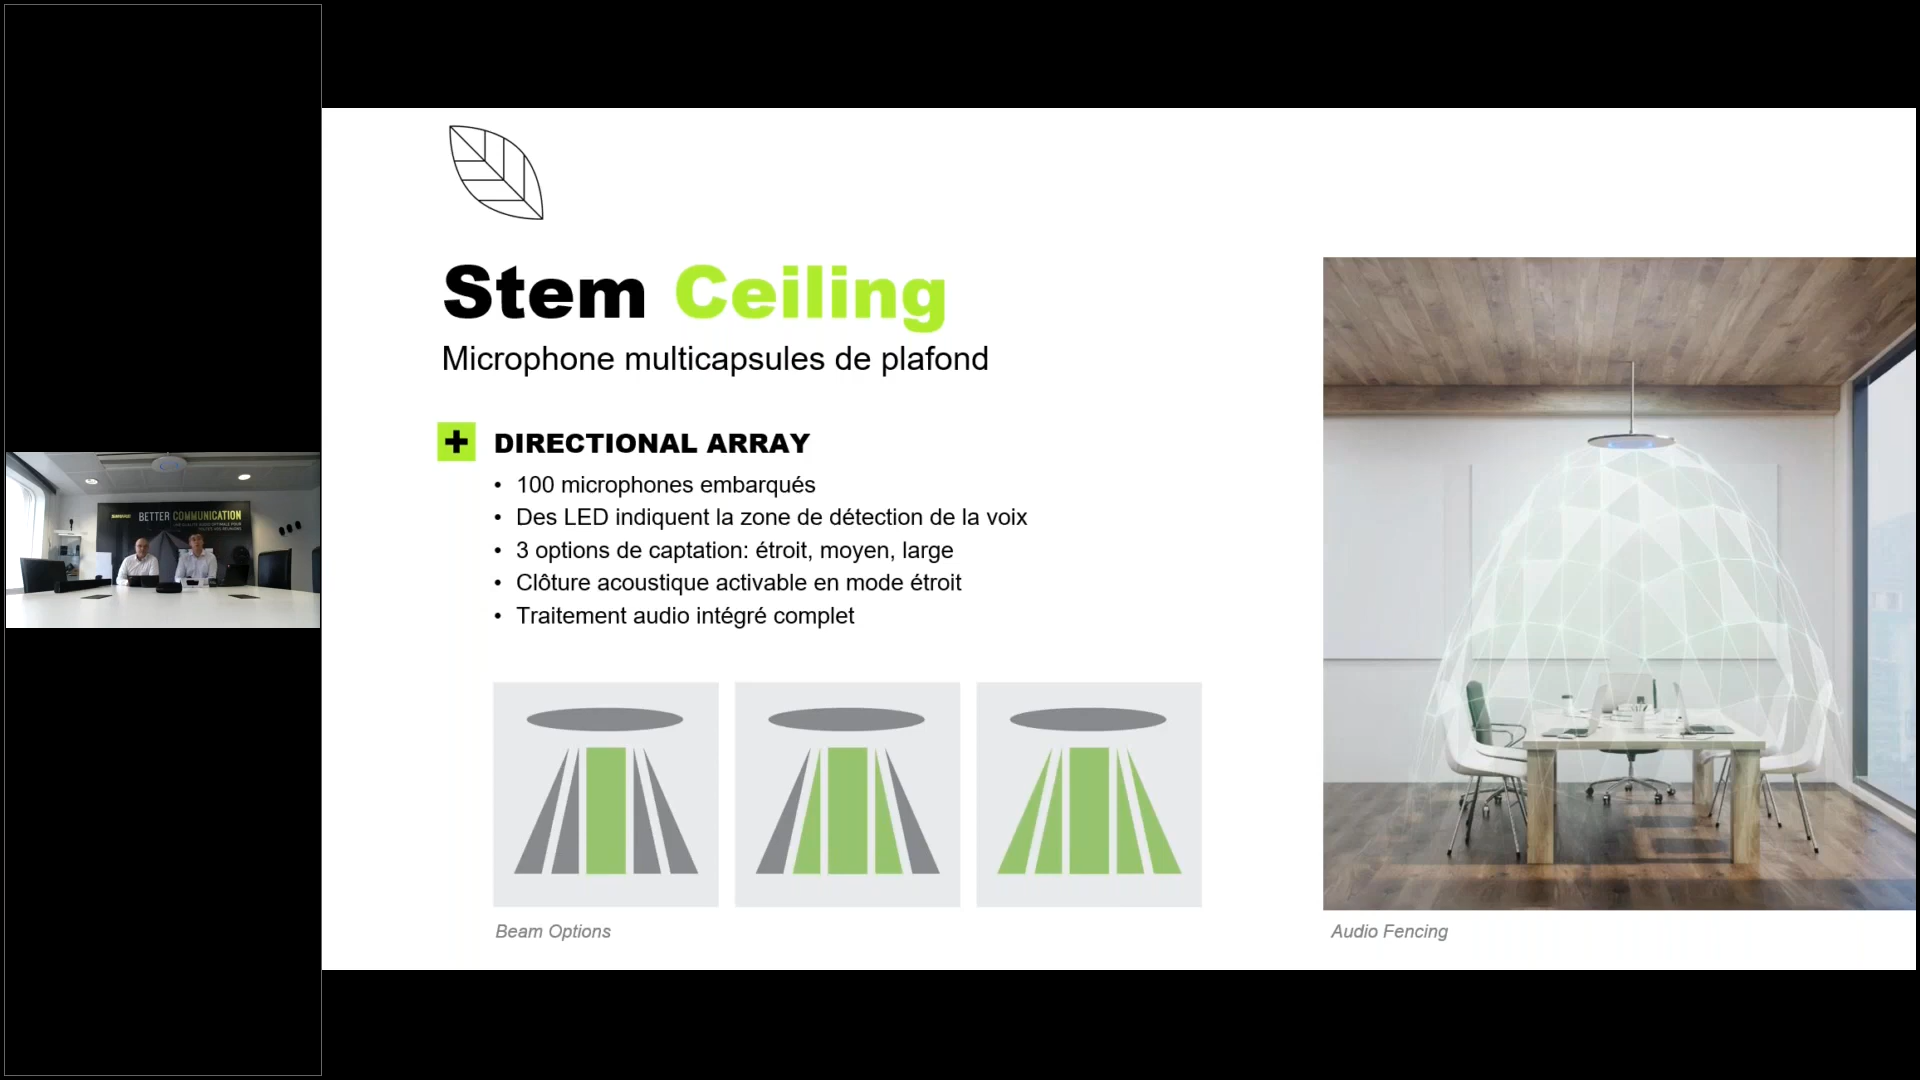 BETTER COMMUNICATION
Stem Ceiling
Microphone multicapsules de plafond
+ DIRECTIONAL ARRAY
• 100 microphones embarqués
• Des LED indiquent la zone de détection de la voix
• 3 options de captation: étroit, moyen, large
• Clôture acoustique activable en mode étroit
• Traitement audio intégré complet
Beam Options
Audio Fencing